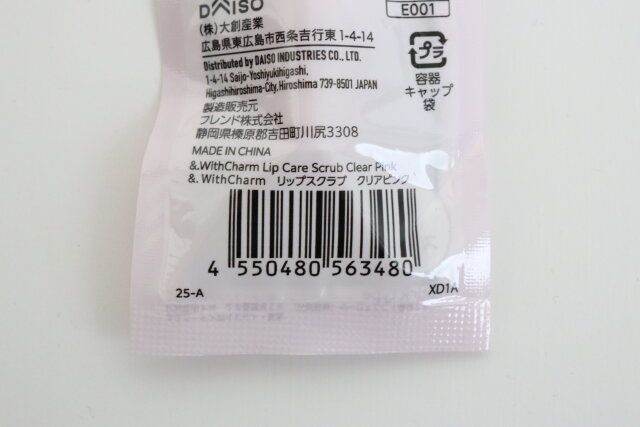 DAISO
(株)大創産業
広島県東広島市西条吉行東1-4-14
Distributed by DAISO INDUSTRIES CO., LTD.
1-4-14 Saijo-Yoshiyukihigashi,
Higashihiroshima-City, Hiroshima 739-8501 JAPAN
製造販売元
フレンド株式会社
静岡県榛原郡吉田町川尻3308
MADE IN CHINA
&.WithCharm Lip Care Scrub Clear Pink
&. WithCharm リップスクラブ クリアピンク
4 550480 563480
25-A
XD1A
E001
プラ
容器
キャップ
袋